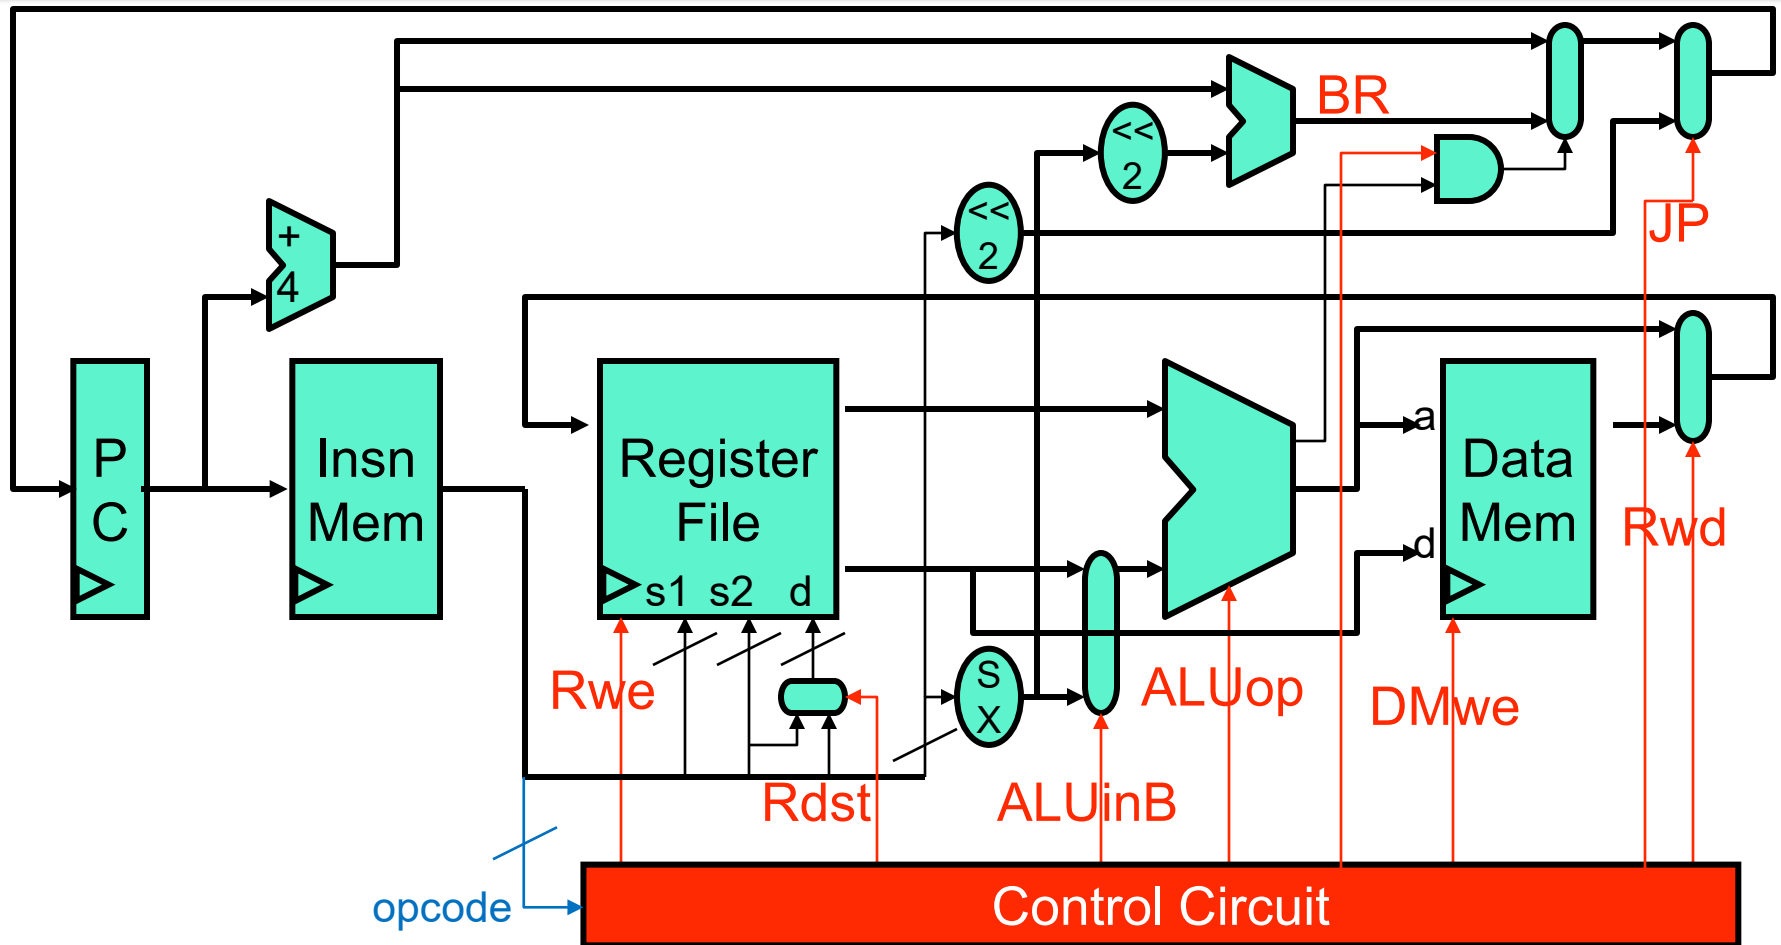 BR
<<
2
<<
2
JP
+
4
P
C
Insn
Mem
Register
File
s1 s2 d
a
d
Data
Mem
Rwd
S
X
Rwe
ALUop
DMwe
Rdst
ALUinB
opcode
Control Circuit